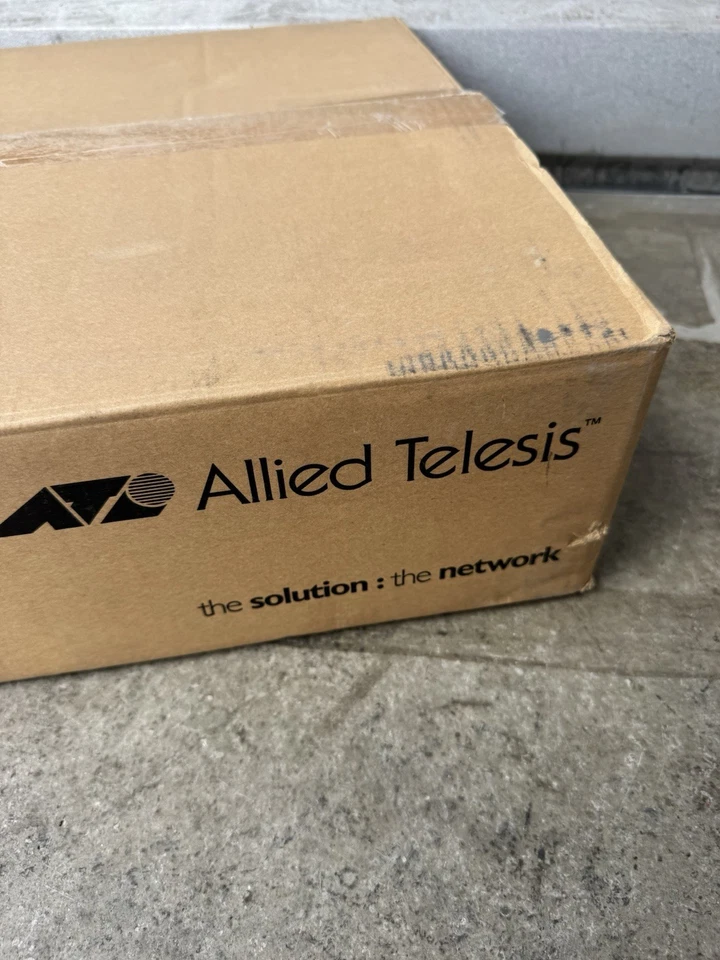 Allied Telesis™
the solution : the network